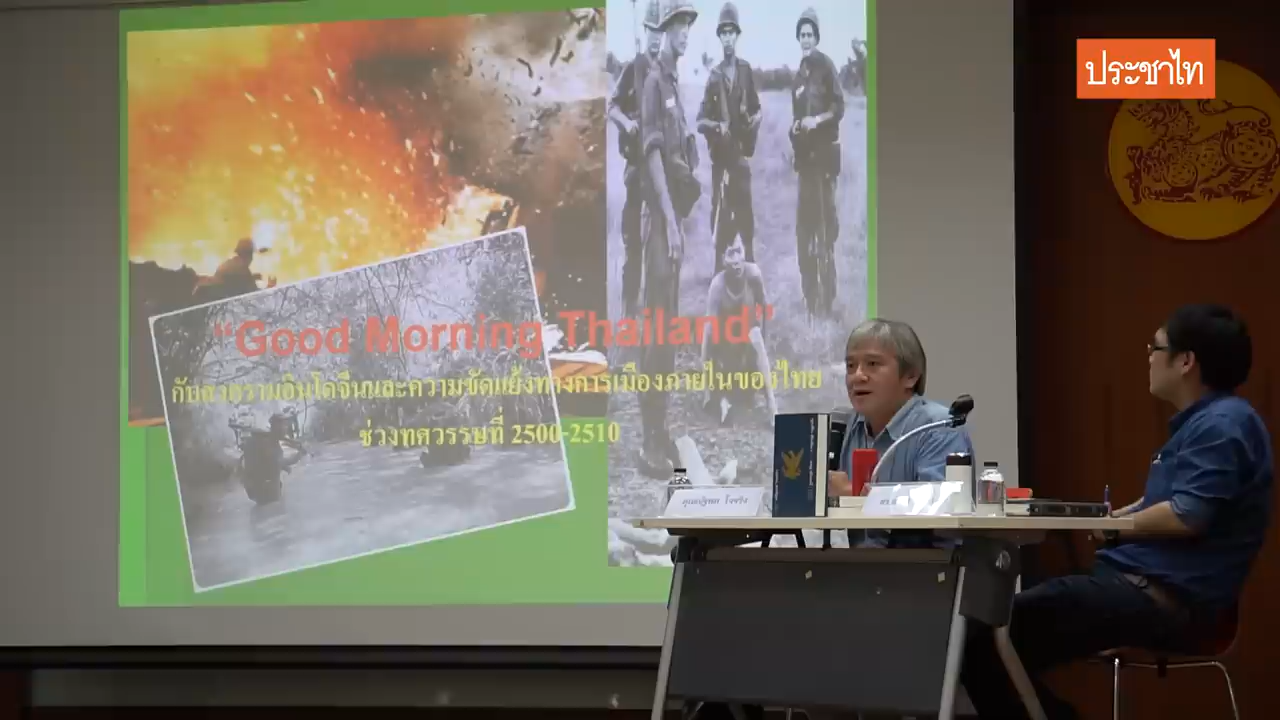 ประชาไท
“Good Morning Thailand”
กับสงครามอินโดจีนและความขัดแย้งทางการเมืองภายในของไทย
ช่วงทศวรรษที่ 2500-2510